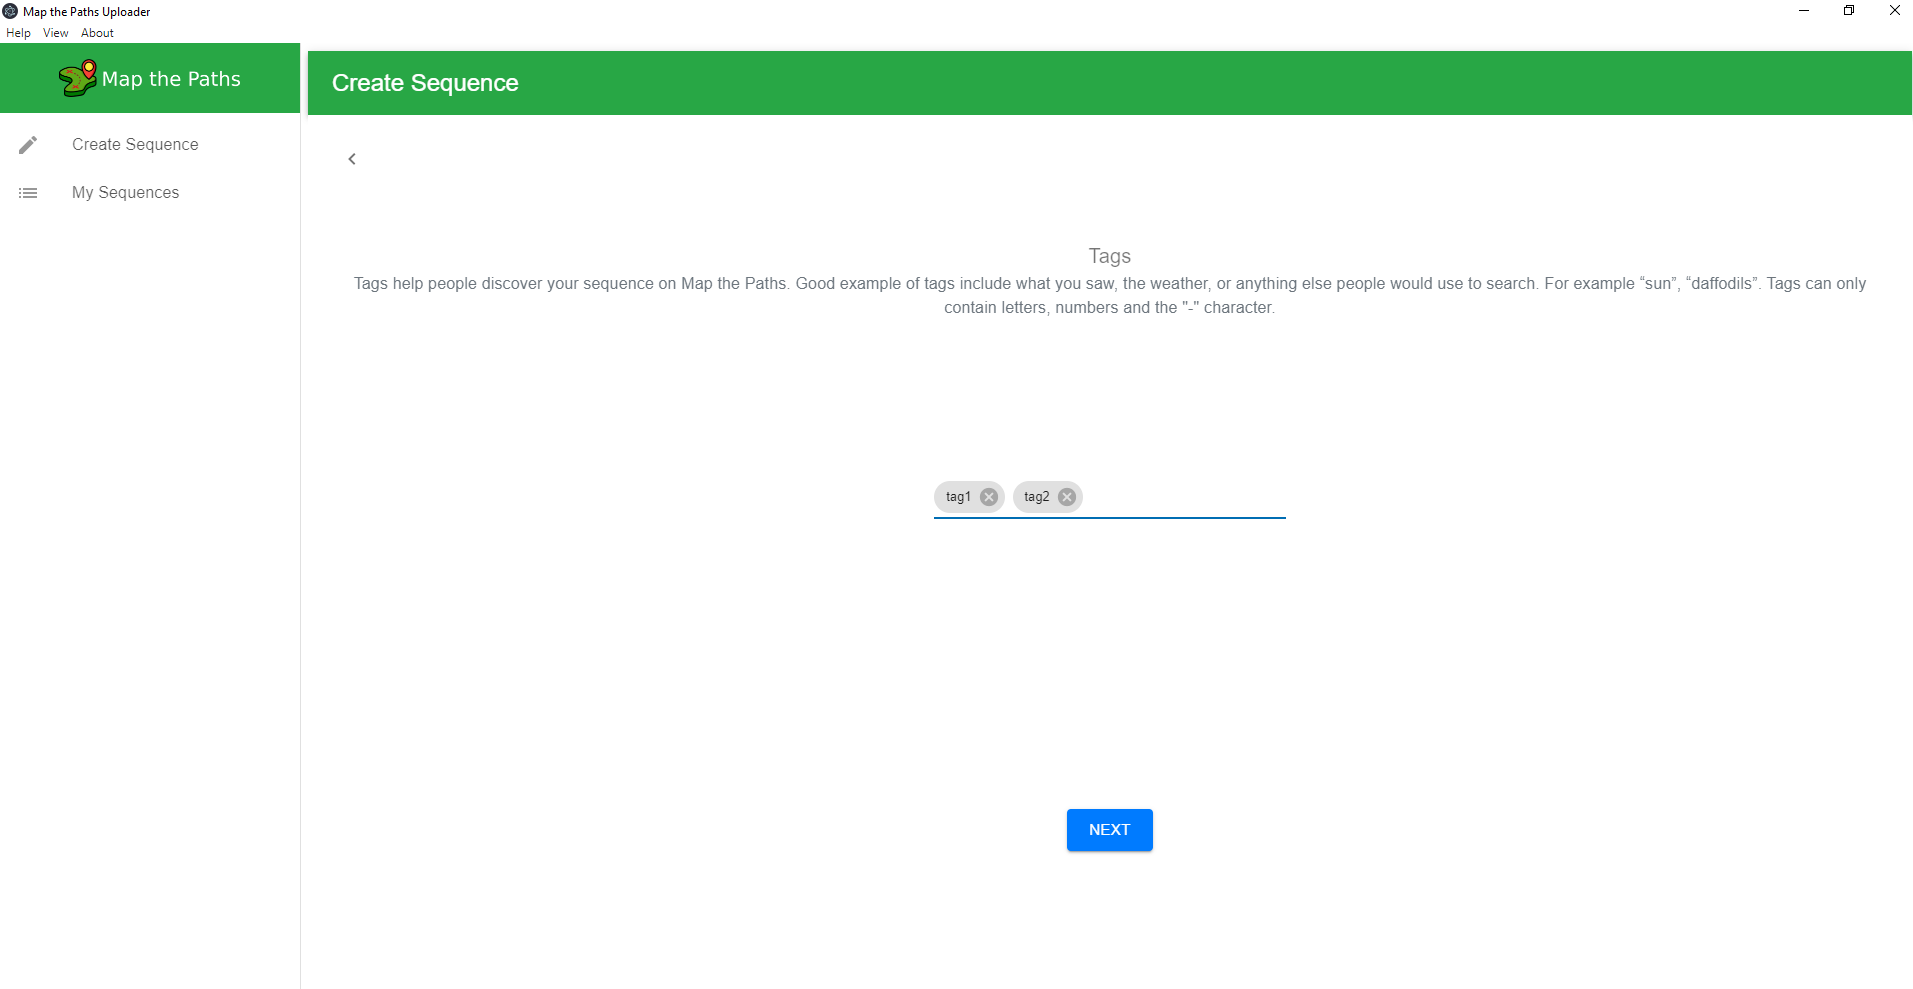 Map the Paths Uploader
Help View About
Map the Paths
Create Sequence
Create Sequence
My Sequences
Tags
Tags help people discover your sequence on Map the Paths. Good example of tags include what you saw, the weather, or anything else people would use to search. For example “sun”, “daffodils”. Tags can only
contain letters, numbers and the "-" character.
tag1 tag2
NEXT